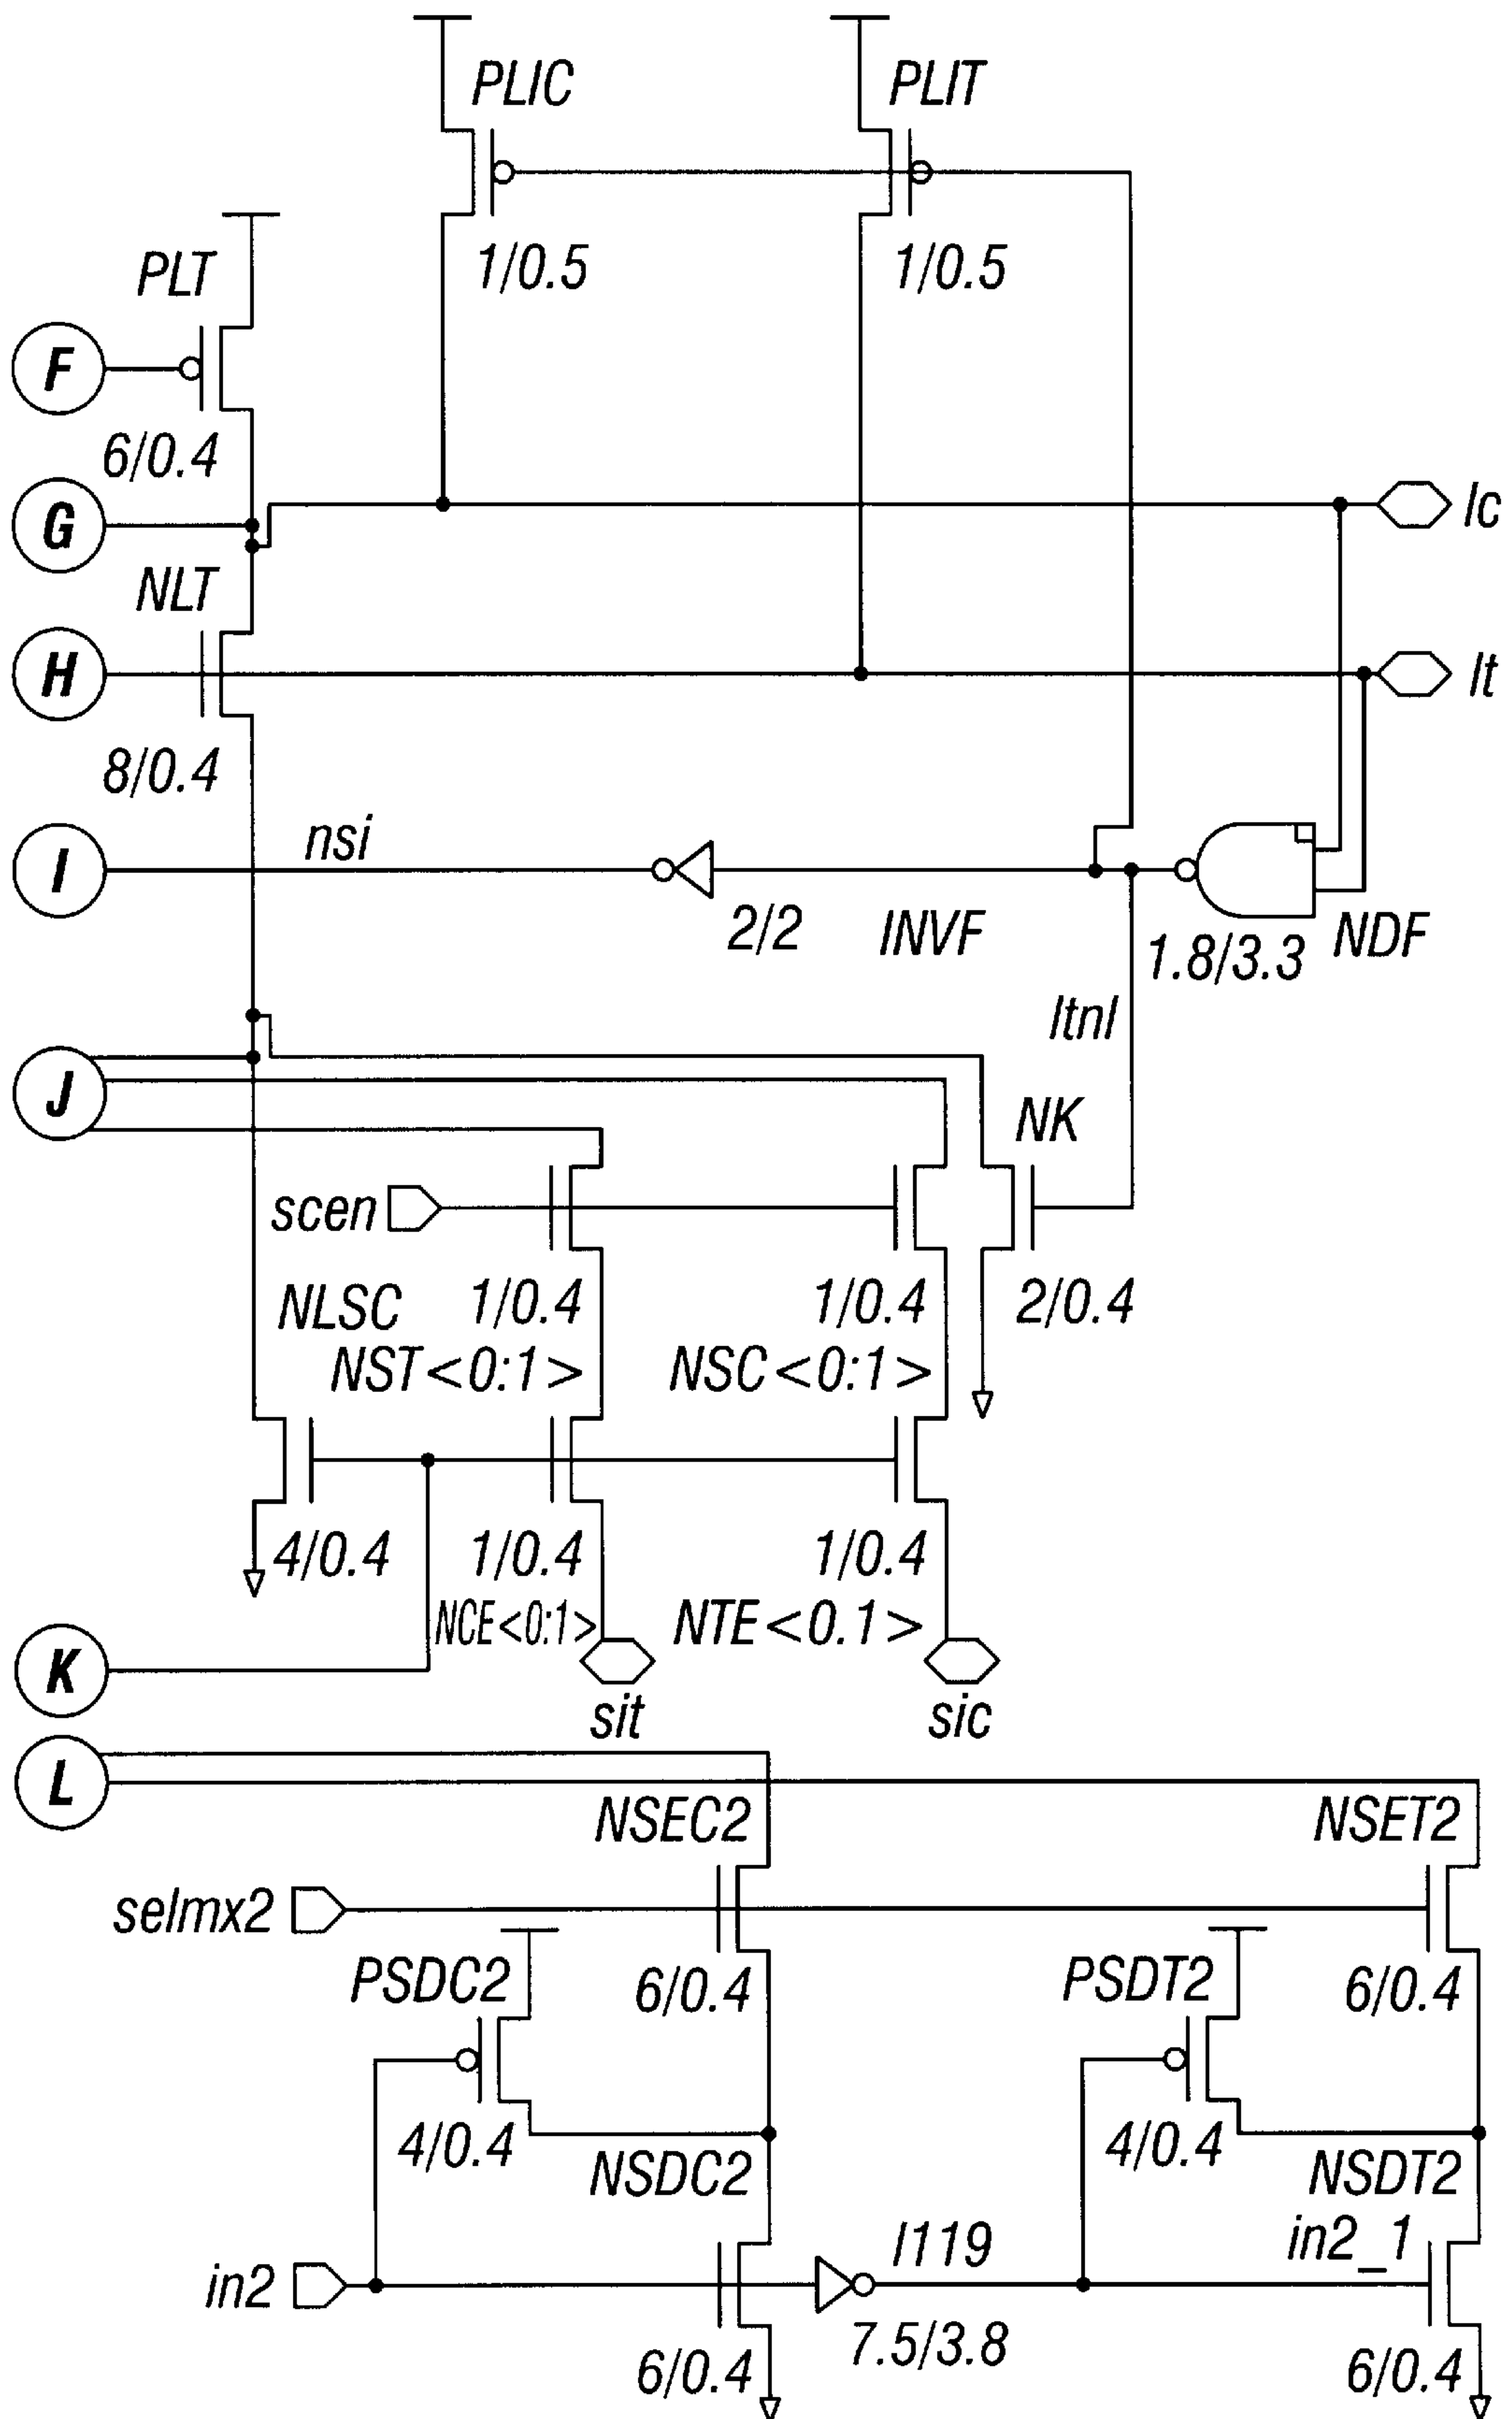 PLIC
PLIT
1/0.5
1/0.5
PLT
F
6/0.4
G
lc
NLT
H
lt
8/0.4
nsi
I
2/2
INVF
1.8/3.3
NDF
ltnl
J
NK
scen
NLSC
1/0.4
1/0.4
2/0.4
NST<0:1>
NSC<0:1>
4/0.4
1/0.4
1/0.4
NCE<0:1>
NTE<0.1>
K
sit
sic
L
NSEC2
NSET2
selmx2
PSDC2
6/0.4
PSDT2
6/0.4
4/0.4
NSDC2
4/0.4
NSDT2
in2
I119
in2_1
6/0.4
7.5/3.8
6/0.4